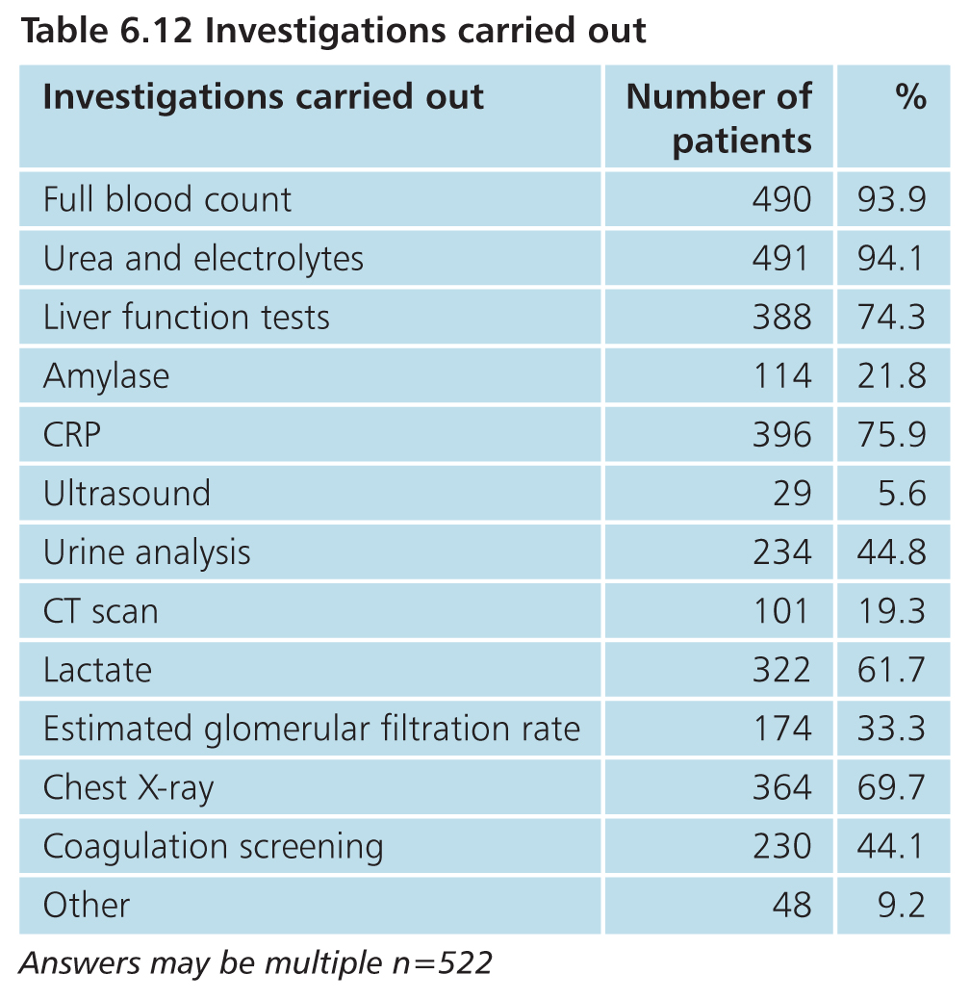 Table 6.12 Investigations carried out
Investigations carried out Number of patients %
Full blood count 490 93.9
Urea and electrolytes 491 94.1
Liver function tests 388 74.3
Amylase 114 21.8
CRP 396 75.9
Ultrasound 29 5.6
Urine analysis 234 44.8
CT scan 101 19.3
Lactate 322 61.7
Estimated glomerular filtration rate 174 33.3
Chest X-ray 364 69.7
Coagulation screening 230 44.1
Other 48 9.2
Answers may be multiple n=522